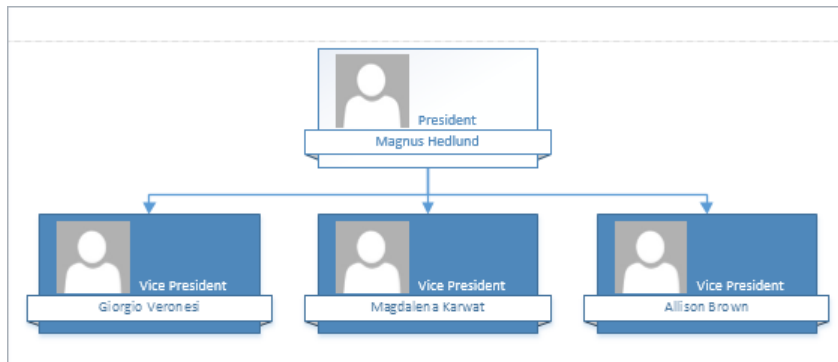 President
Magnus Hedlund
Vice President
Giorgio Veronesi
Vice President
Magdalena Karwat
Vice President
Allison Brown